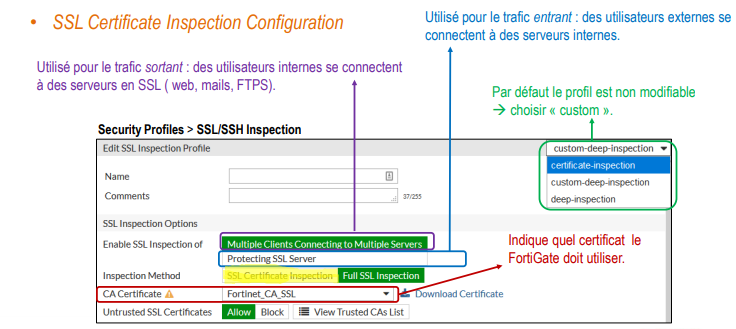 • SSL Certificate Inspection Configuration
Utilisé pour le trafic entrant : des utilisateurs externes se
connectent à des serveurs internes.
Utilisé pour le trafic sortant : des utilisateurs internes se connectent
à des serveurs en SSL ( web, mails, FTPS).
Par défaut le profil est non modifiable
→ choisir « custom ».
Security Profiles > SSL/SSH Inspection
Edit SSL Inspection Profile
custom-deep-inspection
certificate-inspection
custom-deep-inspection
deep-inspection
Name
Comments
37/255
SSL Inspection Options
Enable SSL Inspection of
Multiple Clients Connecting to Multiple Servers
Protecting SSL Server
Inspection Method
SSL Certificate Inspection Full SSL Inspection
CA Certificate
Fortinet_CA_SSL
Download Certificate
Indique quel certificat le
FortiGate doit utiliser.
Untrusted SSL Certificates
Allow Block View Trusted CAs List